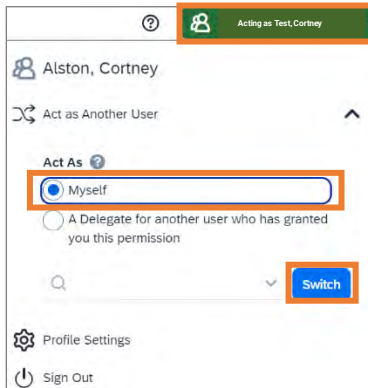 Acting as Test, Cortney
Alston, Cortney
Act as Another User
Act As
Myself
A Delegate for another user who has granted
you this permission
Switch
Profile Settings
Sign Out